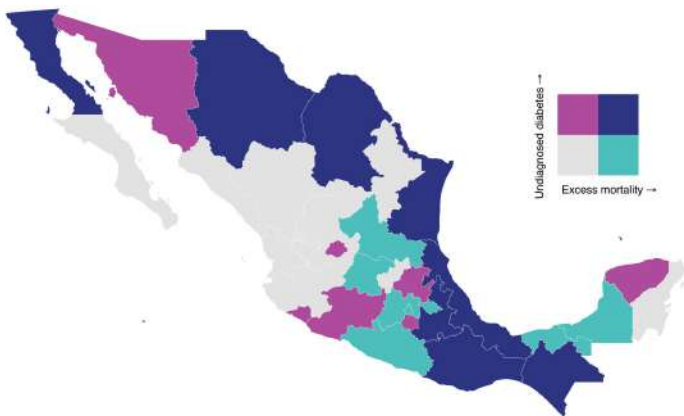 Undiagnosed diabetes →
Excess mortality →